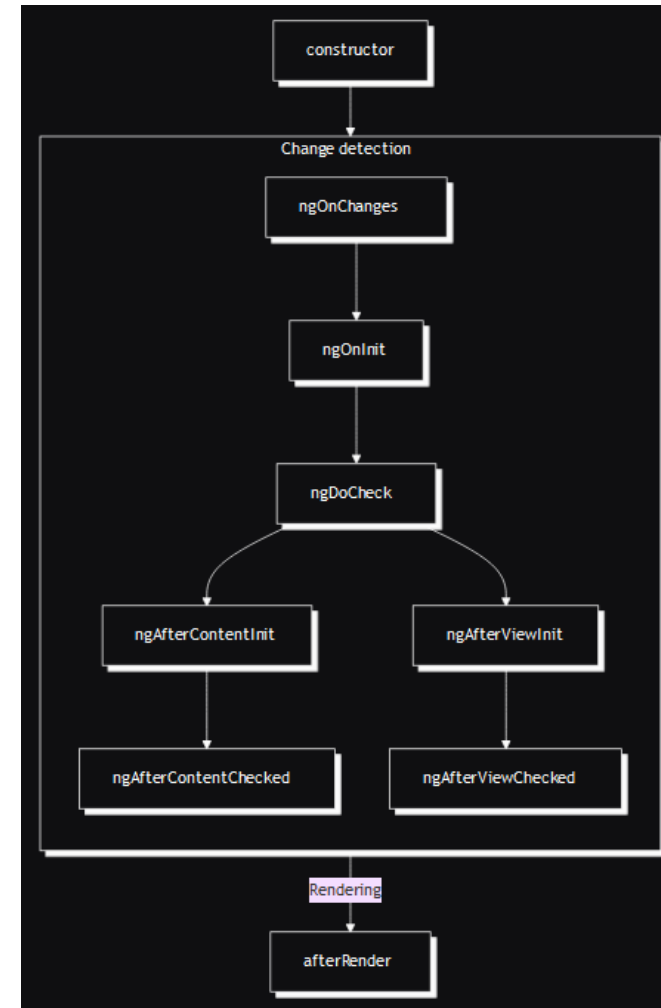 constructor
Change detection
ngOnChanges
ngOnInit
ngDoCheck
ngAfterContentInit
ngAfterViewInit
ngAfterContentChecked
ngAfterViewChecked
Rendering
afterRender